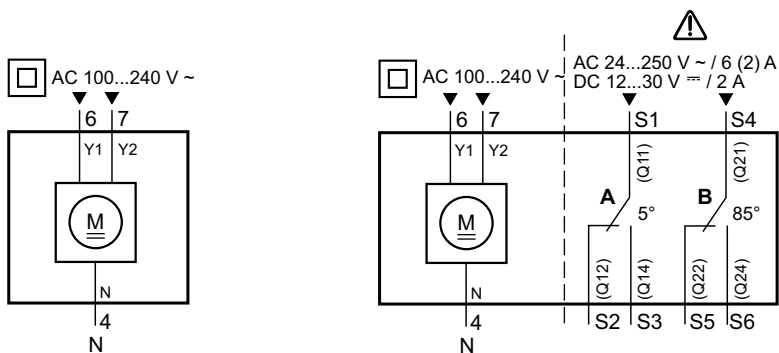 AC 100...240 V ~
6 7
Y1 Y2
M
N
4
N
AC 100...240 V ~
6 7
Y1 Y2
M
N
4
N
AC 24...250 V ~ / 6 (2) A
DC 12...30 V ⎓ / 2 A
S1 S4
(Q11) (Q21)
A 5° B 85°
(Q12) (Q14) (Q22) (Q24)
S2 S3 S5 S6